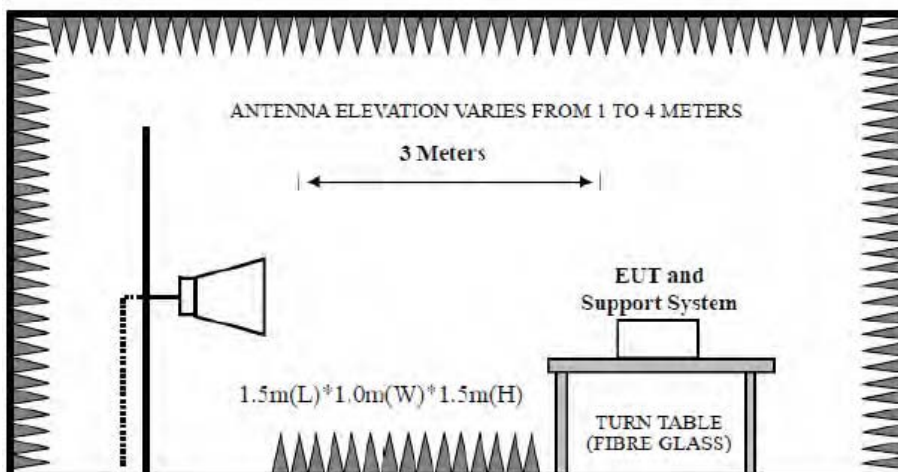 ANTENNA ELEVATION VARIES FROM 1 TO 4 METERS
3 Meters
EUT and
Support System
1.5m(L)*1.0m(W)*1.5m(H)
TURN TABLE
(FIBRE GLASS)